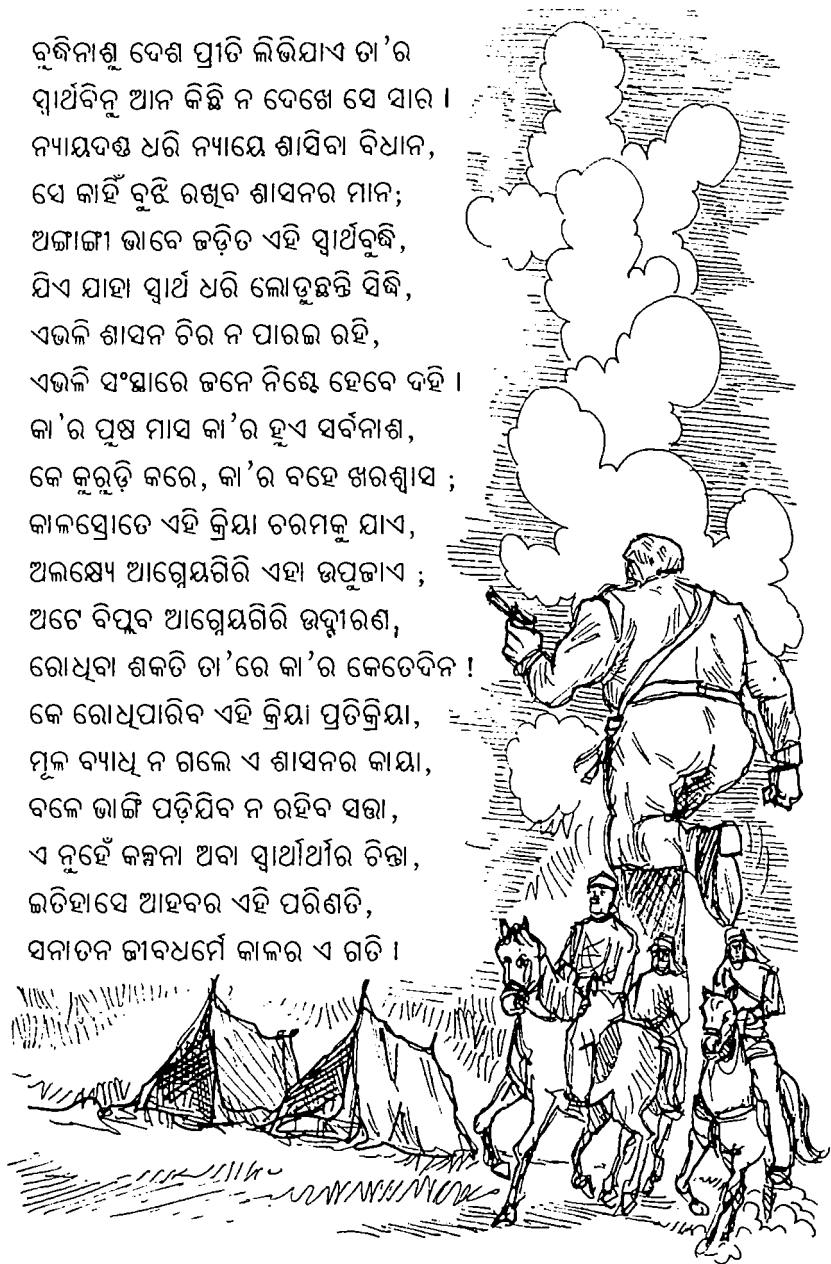 ବୁଦ୍ଧିନାଶୁ ଦେଶ ପ୍ରୀତି ଲିଭିଯାଏ ତା'ର
ସ୍ୱାର୍ଥବିନୁ ଆନ କିଛି ନ ଦେଖେ ସେ ସାର ।
ନ୍ୟାୟଦଣ୍ଡ ଧରି ନ୍ୟାୟେ ଶାସିବା ବିଧାନ,
ସେ କାହିଁ ବୁଝି ରଖିବ ଶାସନର ମାନ;
ଅଙ୍ଗାଙ୍ଗୀ ଭାବେ ଜଡ଼ିତ ଏହି ସ୍ୱାର୍ଥବୁଦ୍ଧି,
ଯିଏ ଯାହା ସ୍ୱାର୍ଥ ଧରି ଲୋଡୁଛନ୍ତି ସିଦ୍ଧି,
ଏଭଳି ଶାସନ ଚିର ନ ପାରଇ ରହି,
ଏଭଳି ସଂସ୍ଥାରେ ଜନେ ନିଶ୍ଚେ ହେବେ ଦହି ।
କା'ର ପୁଷ ମାସ କା'ର ହୁଏ ସର୍ବନାଶ,
କେ କୁରୁଡ଼ି କରେ, କା'ର ବହେ ଖରଶ୍ୱାସ ;
କାଳସ୍ରୋତେ ଏହି କ୍ରିୟା ଚରମକୁ ଯାଏ,
ଅଲକ୍ଷ୍ୟେ ଆଗ୍ନେୟଗିରି ଏହା ଉପୁଜାଏ ;
ଅଟେ ବିପ୍ଲବ ଆଗ୍ନେୟଗିରି ଉଦ୍ଗୀରଣ,
ରୋଧିବା ଶକତି ତା'ରେ କା'ର କେତେଦିନ !
କେ ରୋଧିପାରିବ ଏହି କ୍ରିୟା ପ୍ରତିକ୍ରିୟା,
ମୂଳ ବ୍ୟାଧି ନ ଗଲେ ଏ ଶାସନର କାୟା,
ବଳେ ଭାଙ୍ଗି ପଡ଼ିଯିବ ନ ରହିବ ସତ୍ତା,
ଏ ନୁହେଁ କଳ୍ପନା ଅବା ସ୍ୱାର୍ଥାର୍ଥୀର ଚିନ୍ତା,
ଇତିହାସେ ଆହବର ଏହି ପରିଣତି,
ସନାତନ ଜୀବଧର୍ମେ କାଳର ଏ ଗତି ।